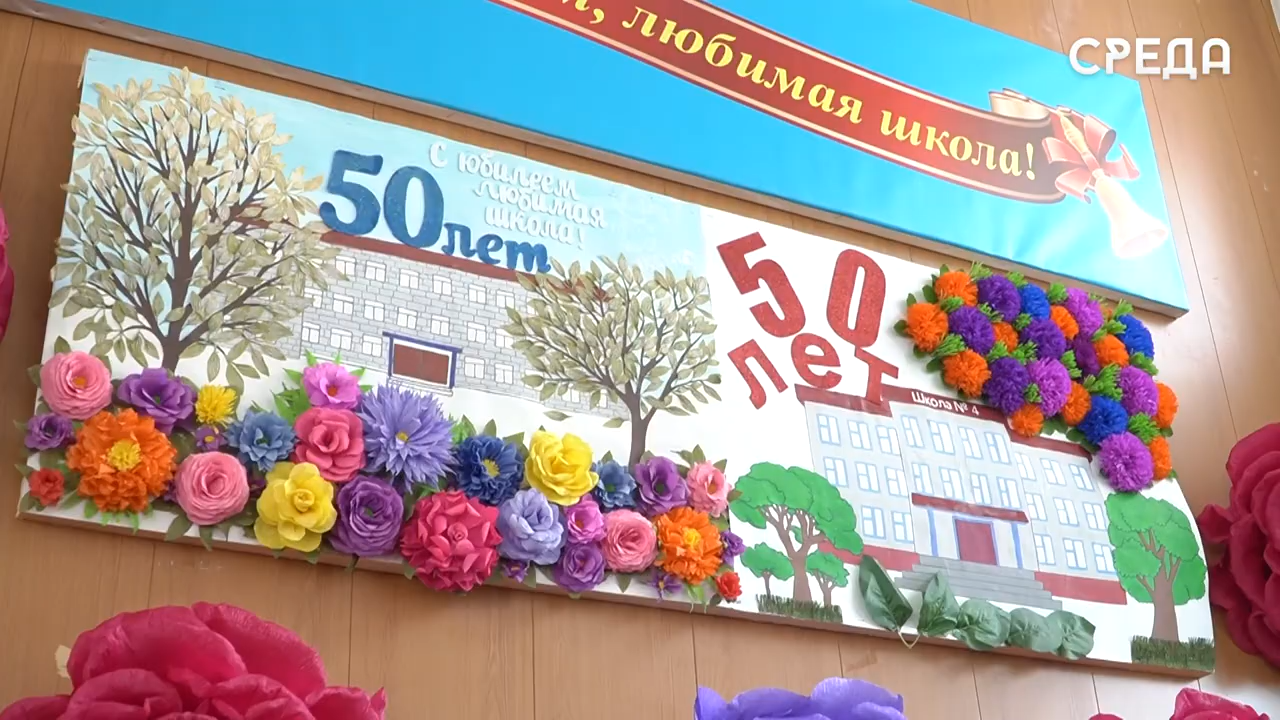 любимая школа!
СРЕДА
С юбилеем
любимая
школа!
50 лет
50
лет
Школа № 4